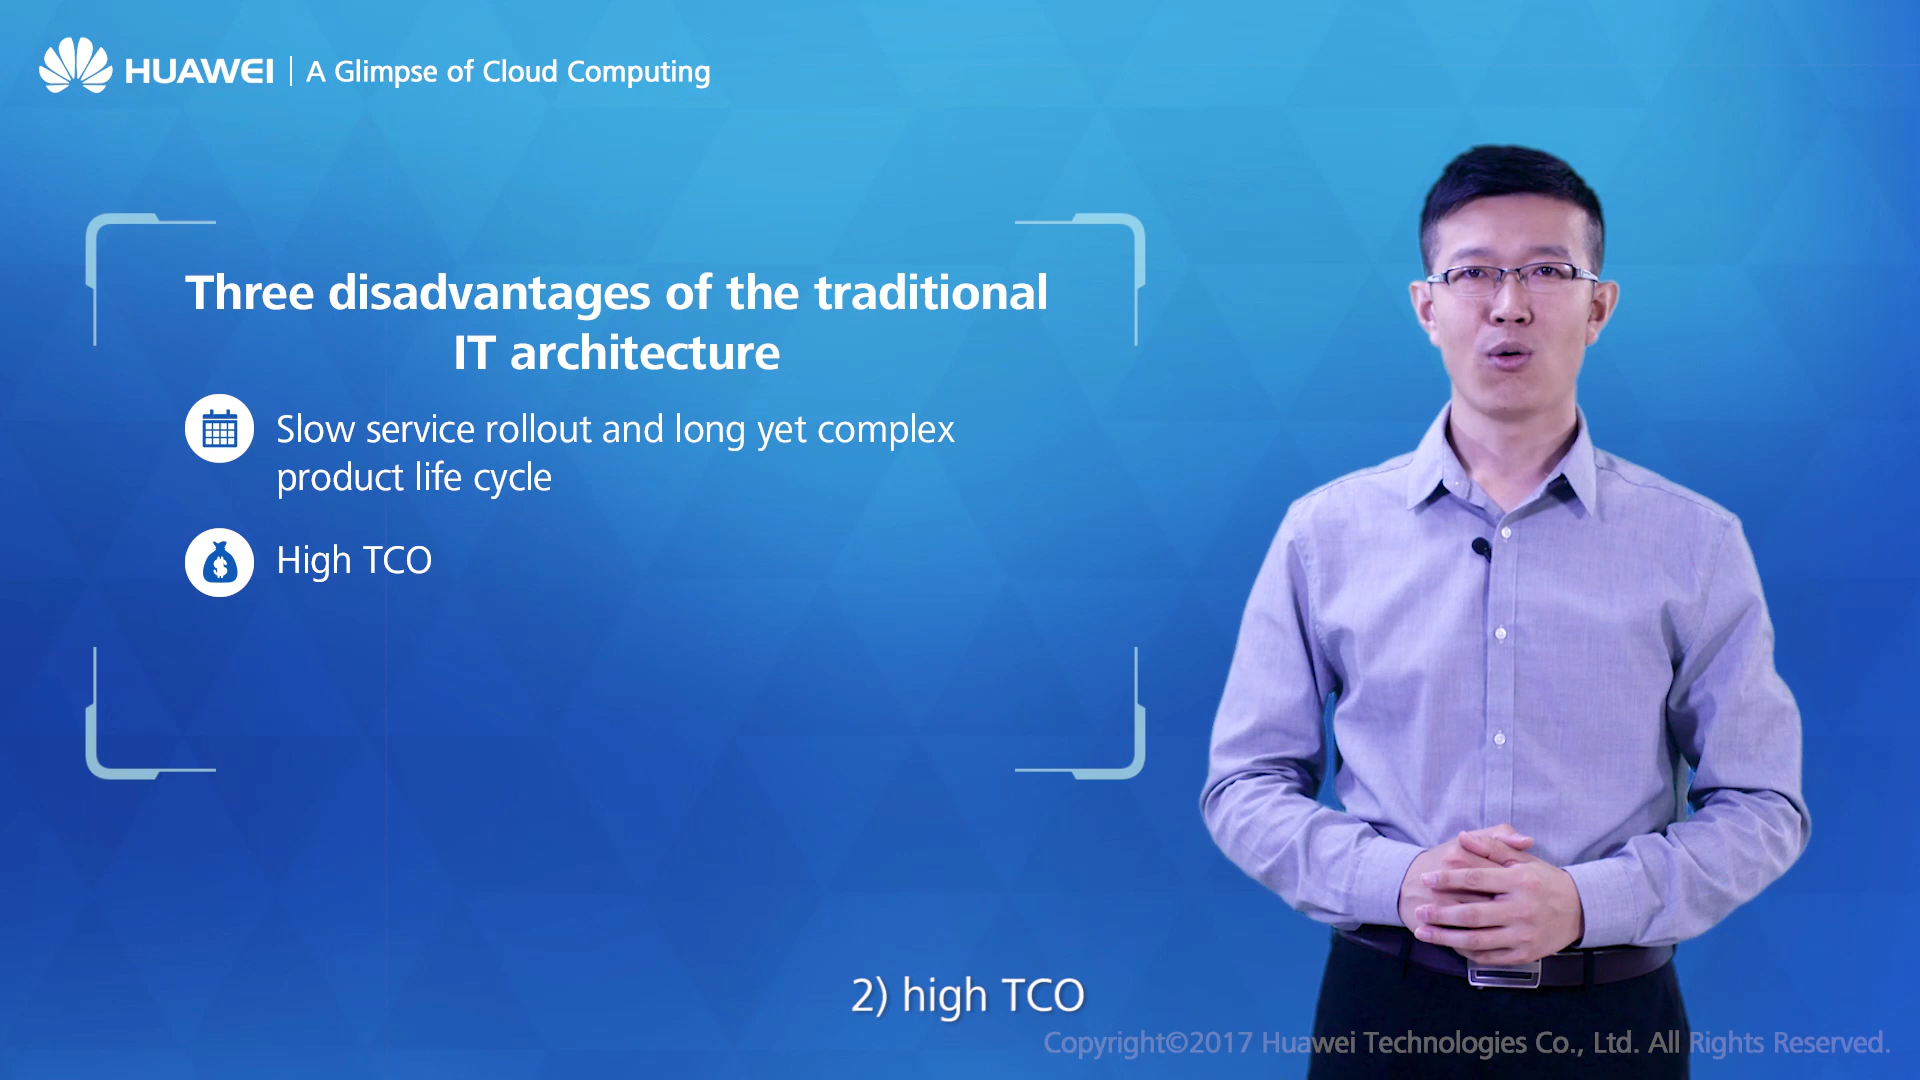 HUAWEI | A Glimpse of Cloud Computing
Three disadvantages of the traditional
IT architecture
Slow service rollout and long yet complex
product life cycle
$ High TCO
2) high TCO
Copyright©2017 Huawei Technologies Co., Ltd. All Rights Reserved.